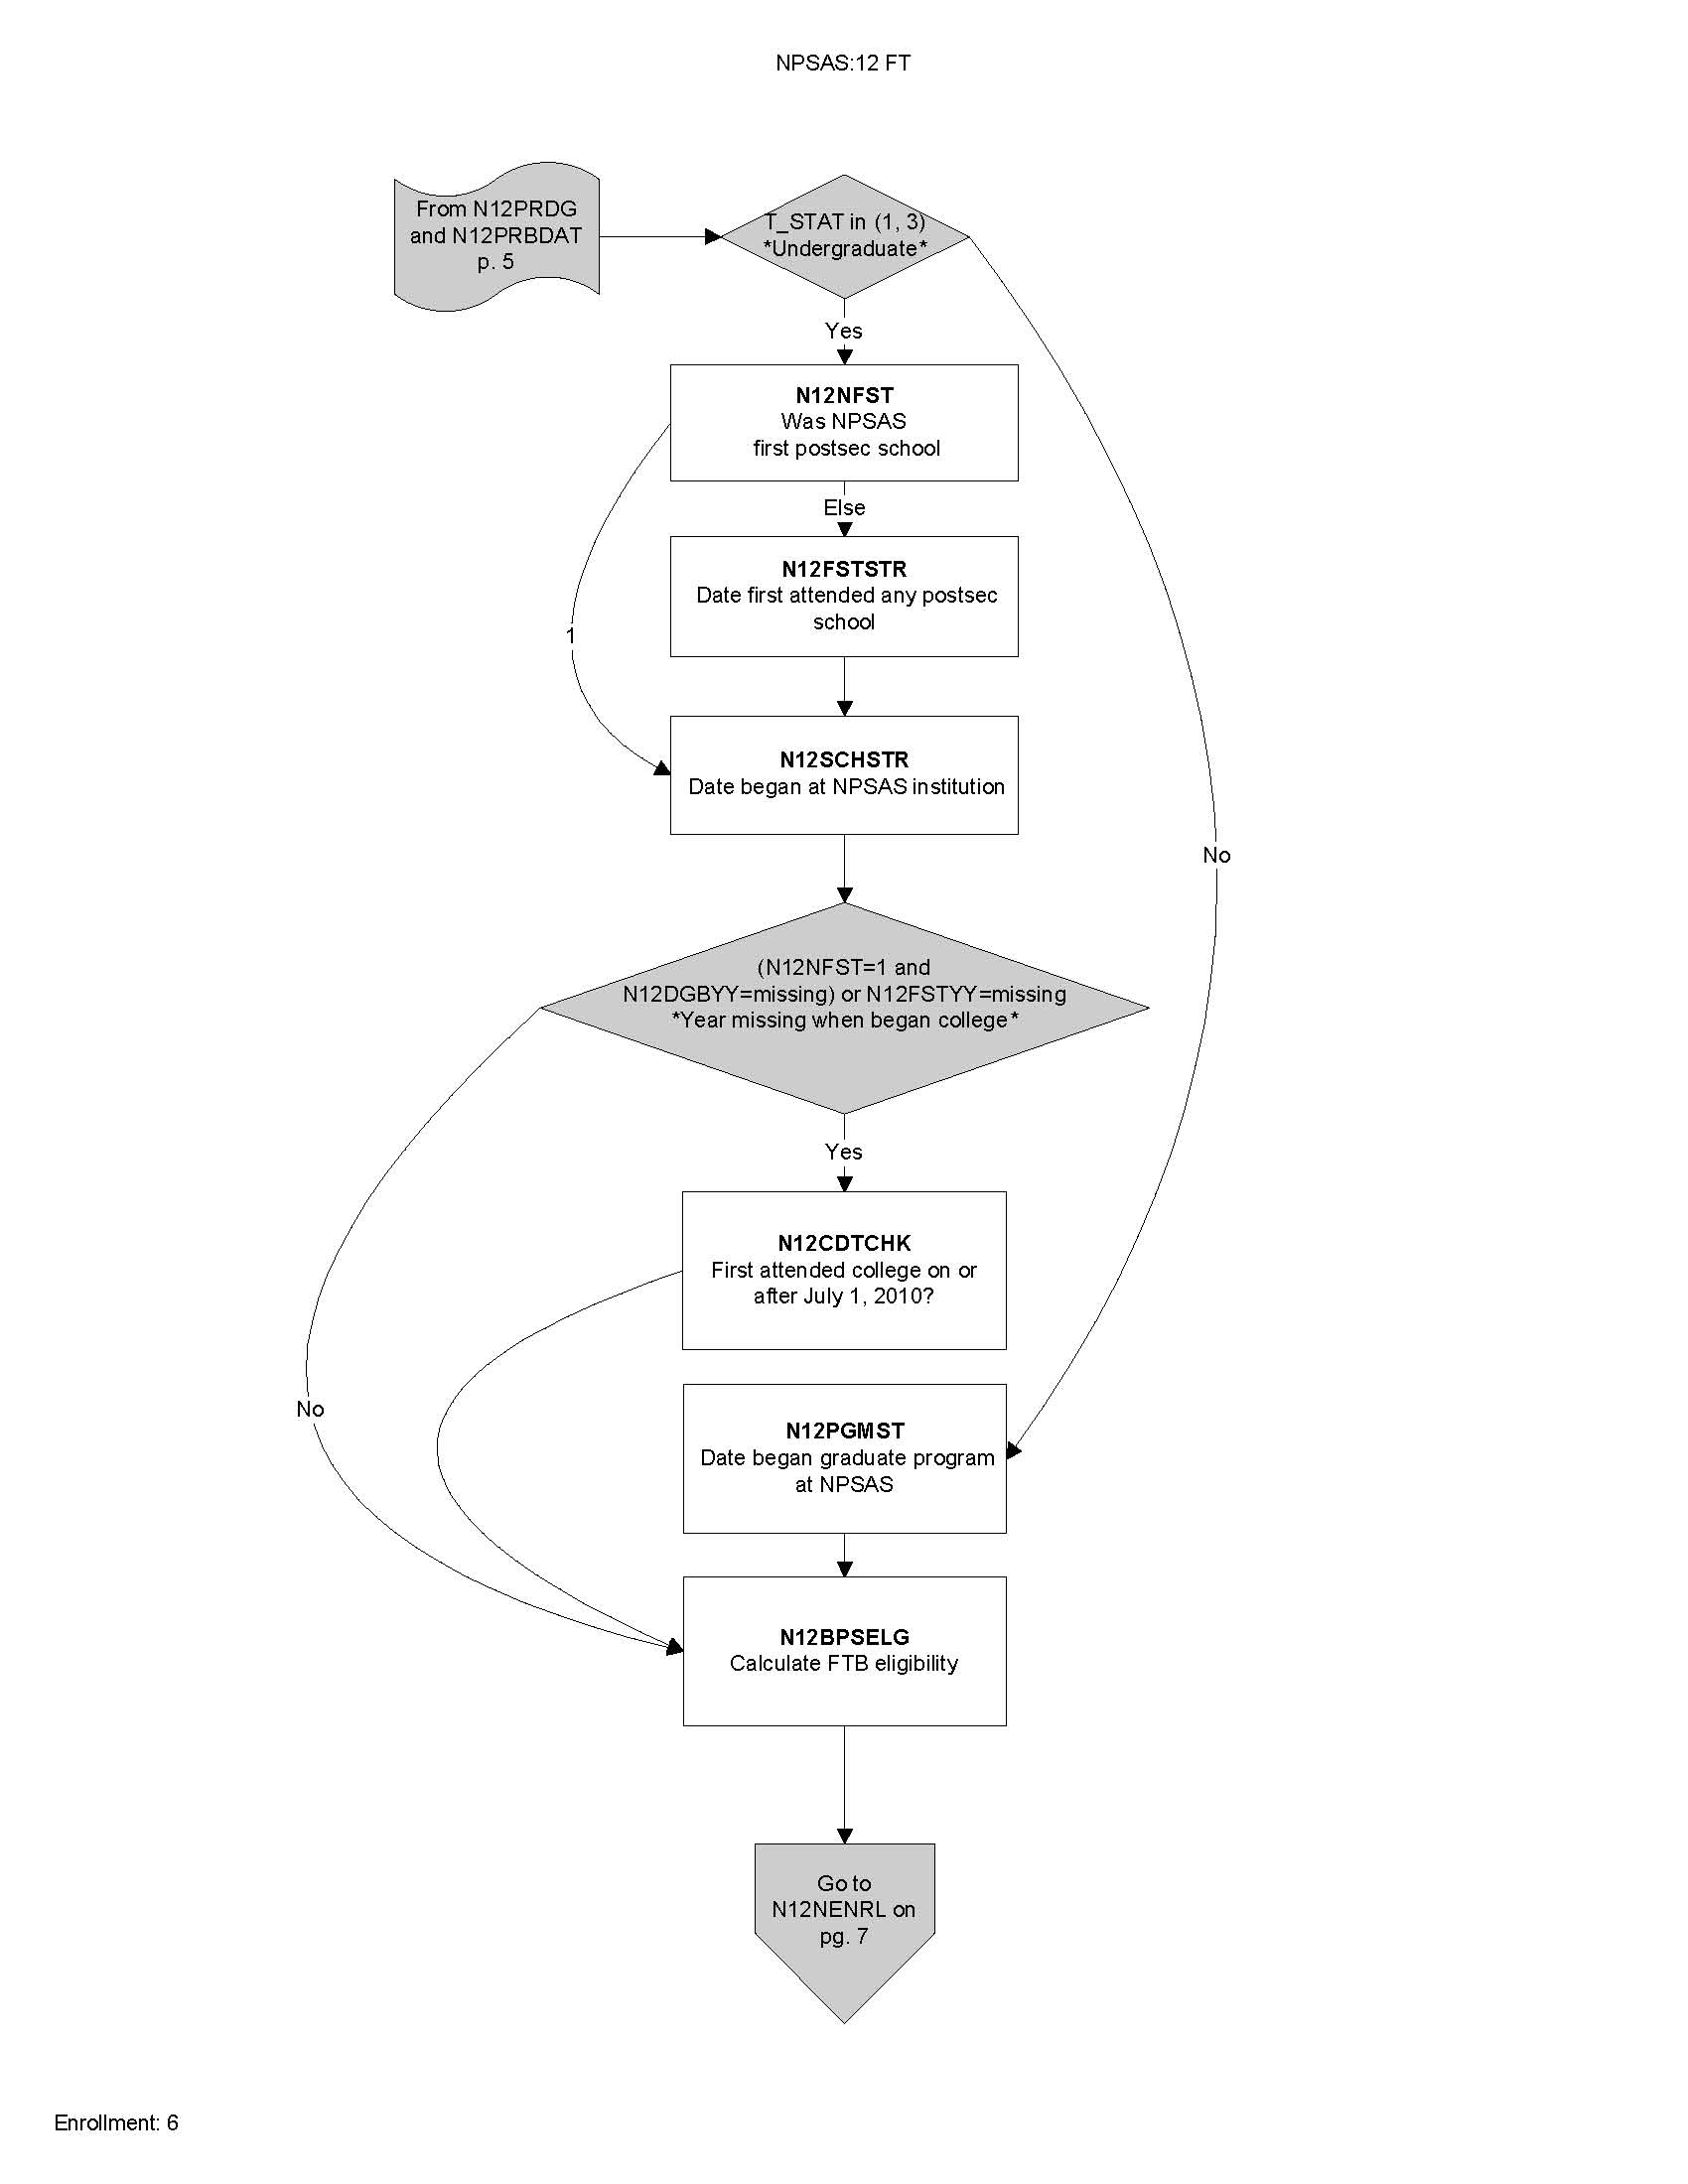 NPSAS:12 FT
From N12PRDG
and N12PRBDAT
p. 5
T_STAT in (1, 3)
*Undergraduate*
Yes
N12NFST
Was NPSAS
first postsec school
Else
N12FSTSTR
Date first attended any postsec
school
1
N12SCHSTR
Date began at NPSAS institution
No
(N12NFST=1 and
N12DGBYY=missing) or N12FSTYY=missing
*Year missing when began college*
Yes
N12CDTCHK
First attended college on or
after July 1, 2010?
No
N12PGMST
Date began graduate program
at NPSAS
N12BPSELG
Calculate FTB eligibility
Go to
N12NENRL on
pg. 7
Enrollment: 6